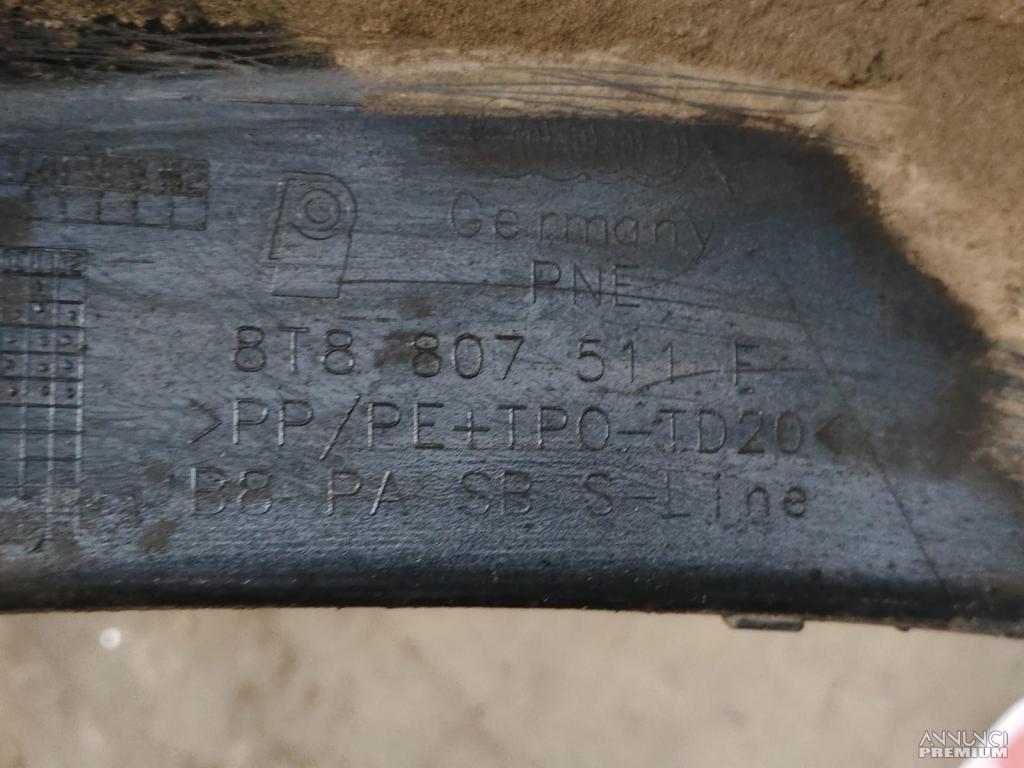 Germany
PNE
8T8 807 511 F
>PP/PE+TPO-TD20<
B8 PA SB S-Line
ANNUNCI
PREMIUM